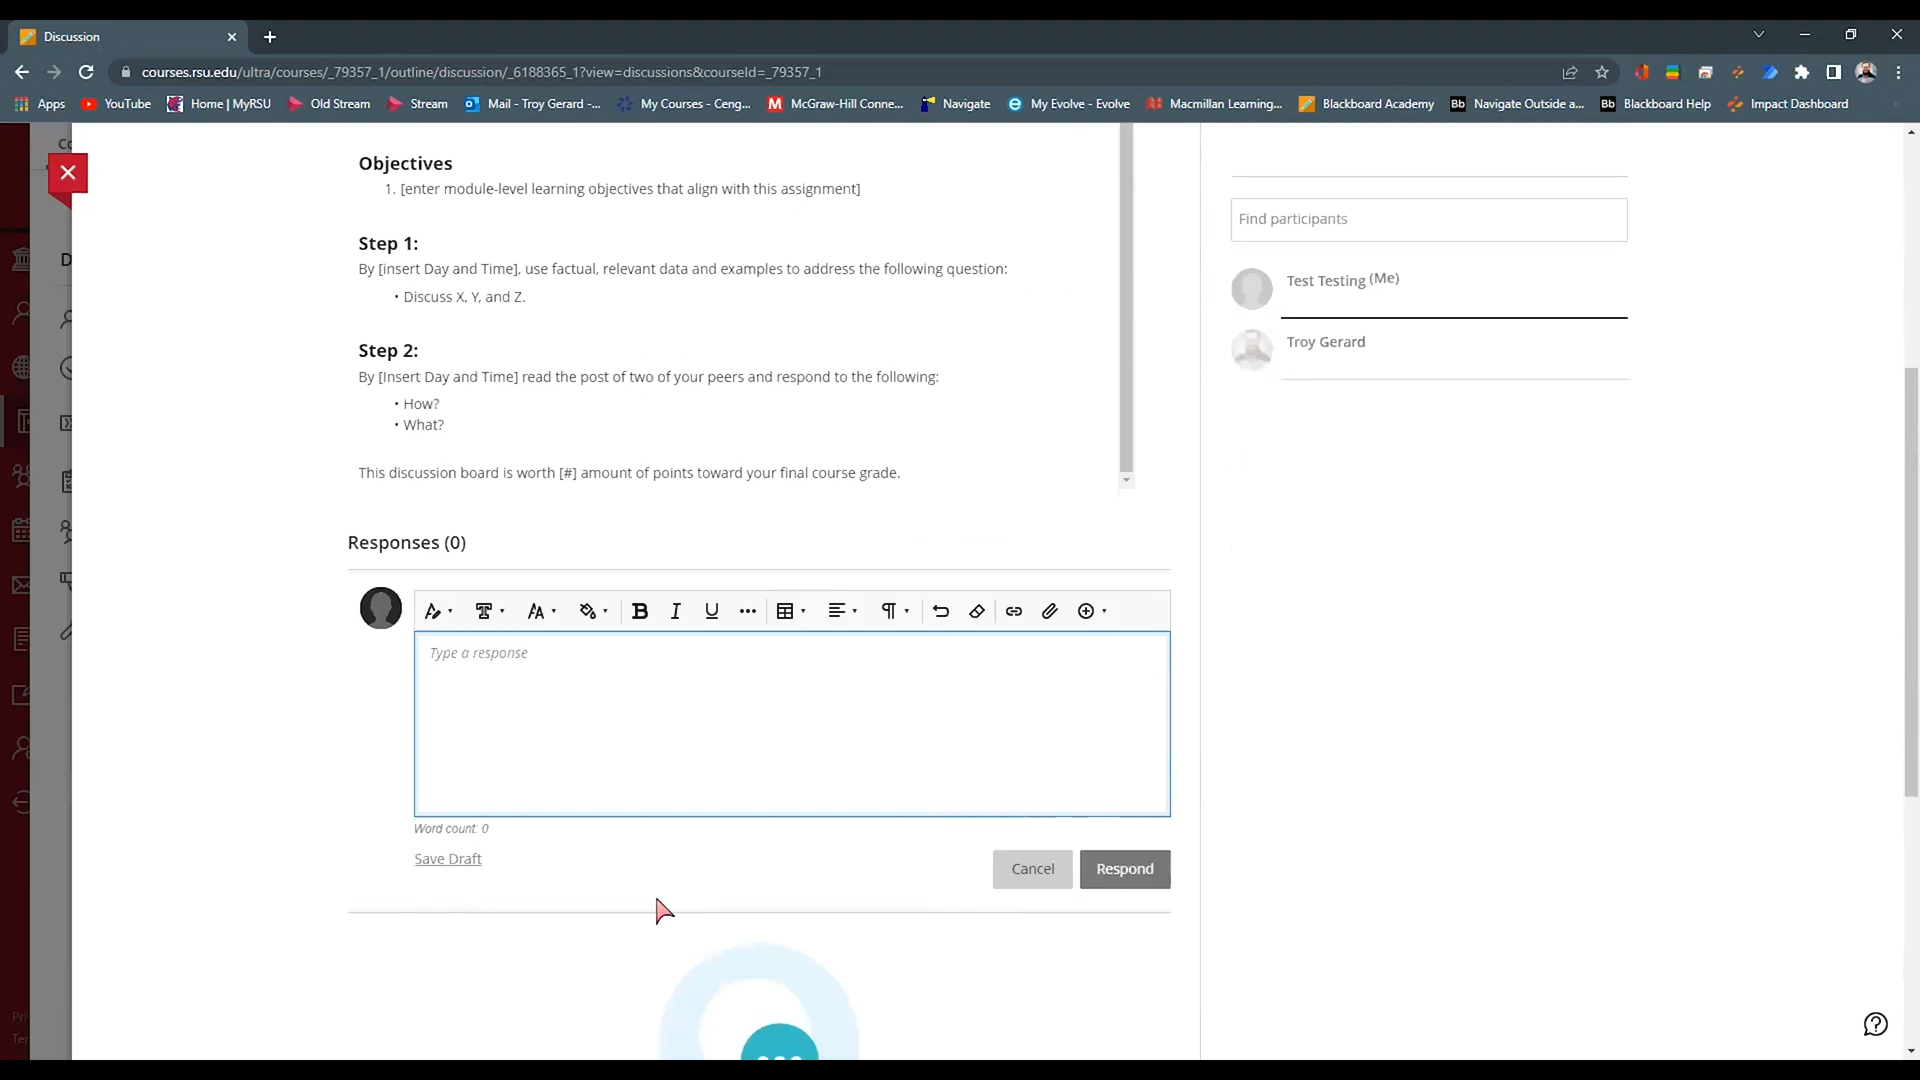 Discussion
courses.rsu.edu/ultra/courses/_79357_1/outline/discussion/_6188365_1?view=discussions&courseId=_79357_1
Apps YouTube Home | MyRSU Old Stream Stream Mail - Troy Gerard -... My Courses - Ceng... McGraw-Hill Conne... Navigate My Evolve - Evolve Macmillan Learning... Blackboard Academy Bb Navigate Outside a... Bb Blackboard Help Impact Dashboard
Objectives
1. [enter module-level learning objectives that align with this assignment]
Step 1:
By [insert Day and Time], use factual, relevant data and examples to address the following question:
• Discuss X, Y, and Z.
Step 2:
By [Insert Day and Time] read the post of two of your peers and respond to the following:
• How?
• What?
This discussion board is worth [#] amount of points toward your final course grade.
Find participants
Test Testing (Me)
Troy Gerard
Responses (0)
Type a response
Word count: 0
Save Draft
Cancel Respond